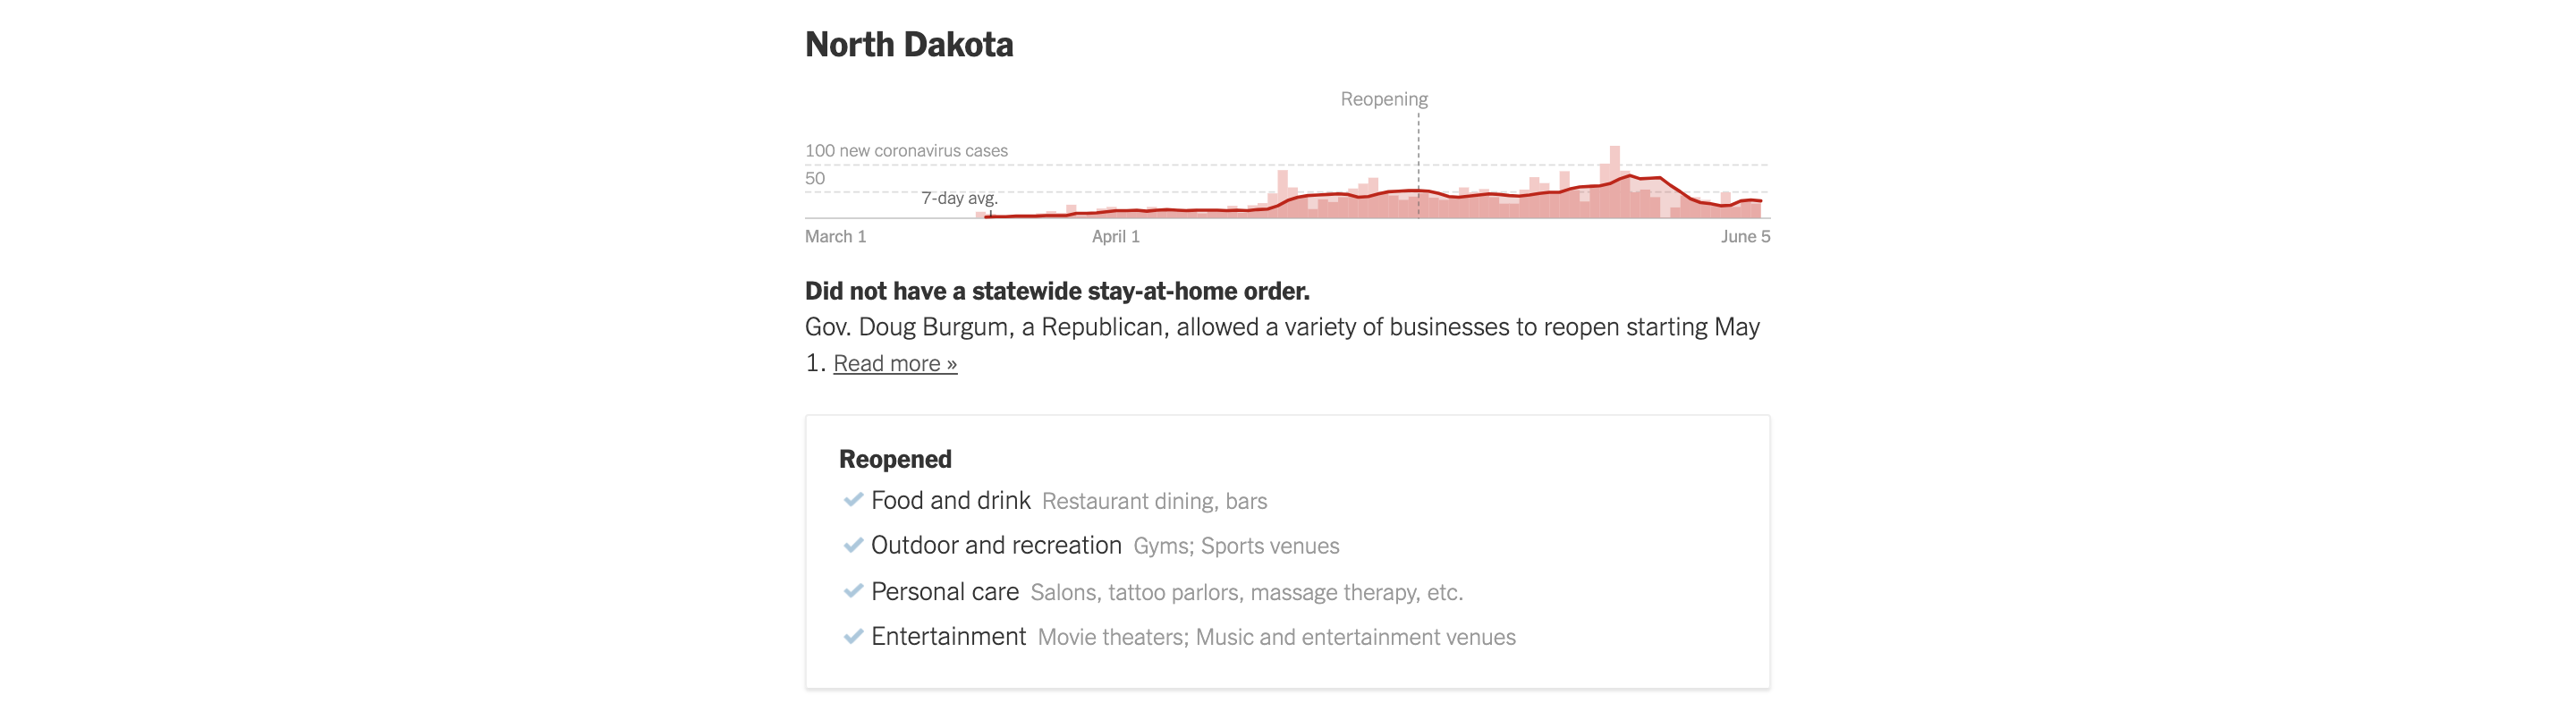 North Dakota
Reopening
100 new coronavirus cases
50
7-day avg.
March 1
April 1
June 5
Did not have a statewide stay-at-home order.
Gov. Doug Burgum, a Republican, allowed a variety of businesses to reopen starting May
1. Read more »
Reopened
Food and drink Restaurant dining, bars
Outdoor and recreation Gyms; Sports venues
Personal care Salons, tattoo parlors, massage therapy, etc.
Entertainment Movie theaters; Music and entertainment venues